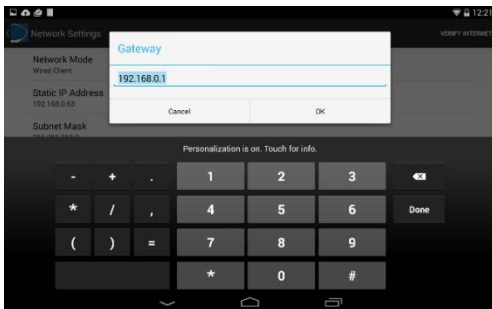 12:21
Network Settings
VERIFY INTERNET
Gateway
192.168.0.1
Cancel
OK
Network Mode
Wired Client
Static IP Address
192.168.0.63
Subnet Mask
Personalization is on. Touch for info.
- + . 1 2 3
* / , 4 5 6 Done
( ) = 7 8 9
* 0 #